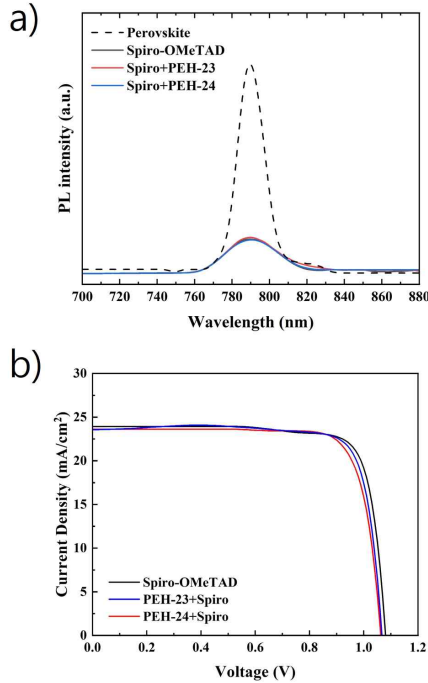 a)
Perovskite
Spiro-OMeTAD
Spiro+PEH-23
Spiro+PEH-24
PL intensity (a.u.)
700 720 740 760 780 800 820 840 860 880
Wavelength (nm)
b)
30
25
20
15
10
5
0
Current Density (mA/cm²)
Spiro-OMeTAD
PEH-23+Spiro
PEH-24+Spiro
0.0 0.2 0.4 0.6 0.8 1.0 1.2
Voltage (V)